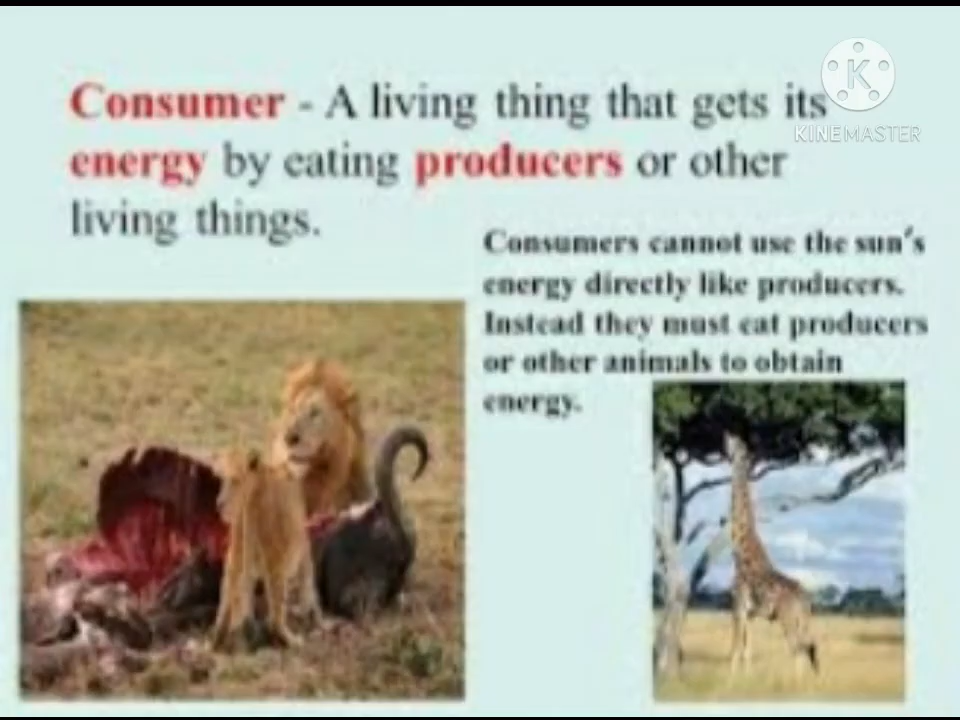 Consumer - A living thing that gets its
energy by eating producers or other
living things.
K
KINEMASTER
Consumers cannot use the sun's
energy directly like producers.
Instead they must eat producers
or other animals to obtain
energy.